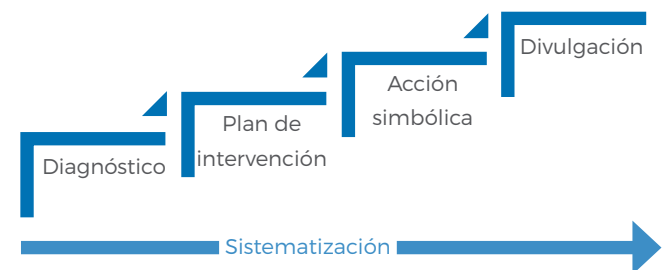 Diagnóstico
Plan de
intervención
Acción
simbólica
Divulgación
Sistematización